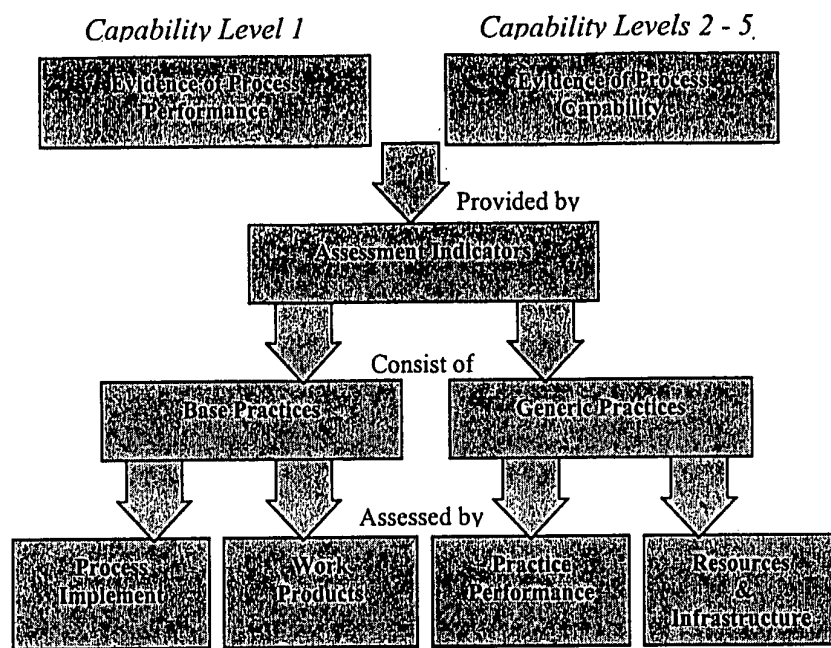 Capability Level 1
Capability Levels 2 - 5
Evidence of Process
Performance
Evidence of Process
Capability
Provided by
Assessment Indicators
Consist of
Base Practices
Generic Practices
Assessed by
Process
Implement
Work
Products
Practice
Performance
Resources
&
Infrastructure